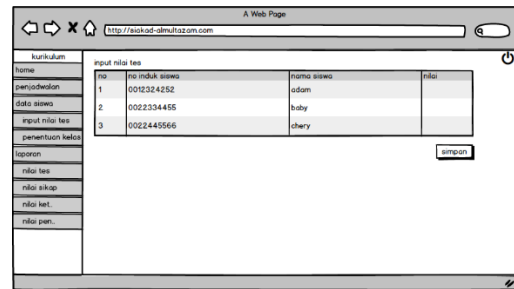 A Web Page
http://siakad-almultazam.com
kurikulum
home
penjadwalan
data siswa
input nilai tes
penentuan kelas
laporan
nilai tes
nilai sikap
nilai ket..
nilai pen..
input nilai tes
no no induk siswa nama siswa nilai
1 0012324252 adam
2 0022334455 baby
3 0022445566 chery
simpan